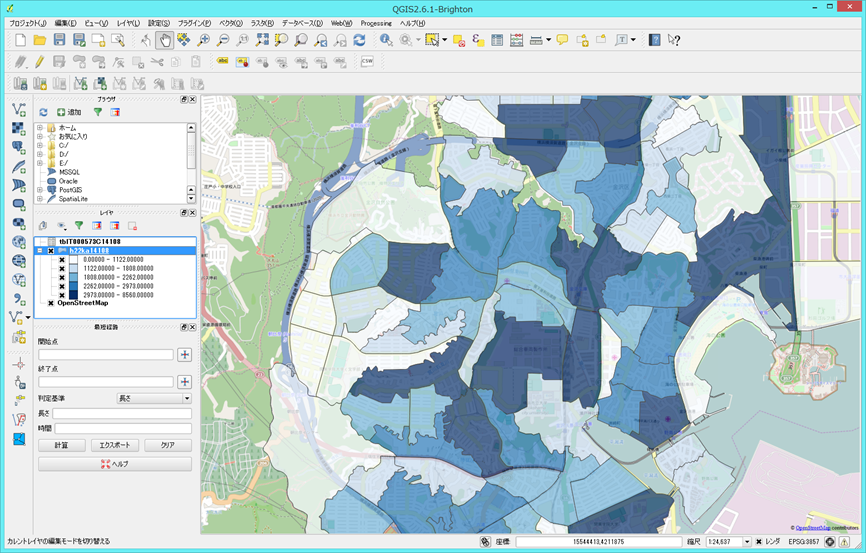 QGIS2.6.1-Brighton
プロジェクト(J) 編集(E) ビュー(V) レイヤ(L) 設定(S) プラグイン(P) ベクタ(O) ラスタ(R) データベース(D) Web(W) Processing ヘルプ(H)
CSW
ブラウザ
追加
ホーム
お気に入り
C:/
D:/
E:/
MSSQL
Oracle
PostGIS
SpatiaLite
レイヤ
tblT000573C14108
h22ka14108
0.00000 - 1122.00000
1122.00000 - 1808.00000
1808.00000 - 2262.00000
2262.00000 - 2973.00000
2973.00000 - 8560.00000
OpenStreetMap
最短経路
開始点
終了点
判定基準 長さ
長さ
時間
計算 エクスポート クリア
ヘルプ
© OpenStreetMap contributors
カレントレイヤの編集モードを切り替える 座標 15544413,4211875 縮尺 1:24,637 レンダ EPSG:3857